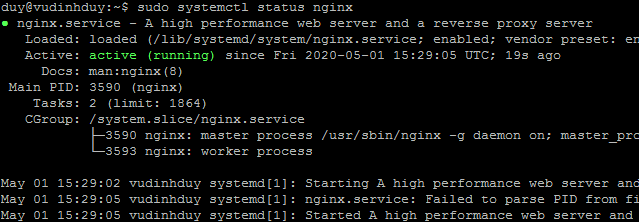 duy@vudinhduy:~$ sudo systemctl status nginx
● nginx.service - A high performance web server and a reverse proxy server
Loaded: loaded (/lib/systemd/system/nginx.service; enabled; vendor preset: en
Active: active (running) since Fri 2020-05-01 15:29:05 UTC; 19s ago
Docs: man:nginx(8)
Main PID: 3590 (nginx)
Tasks: 2 (limit: 1864)
CGroup: /system.slice/nginx.service
├─3590 nginx: master process /usr/sbin/nginx -g daemon on; master_pro
└─3593 nginx: worker process
May 01 15:29:02 vudinhduy systemd[1]: Starting A high performance web server and
May 01 15:29:05 vudinhduy systemd[1]: nginx.service: Failed to parse PID from fi
May 01 15:29:05 vudinhduy systemd[1]: Started A high performance web server and